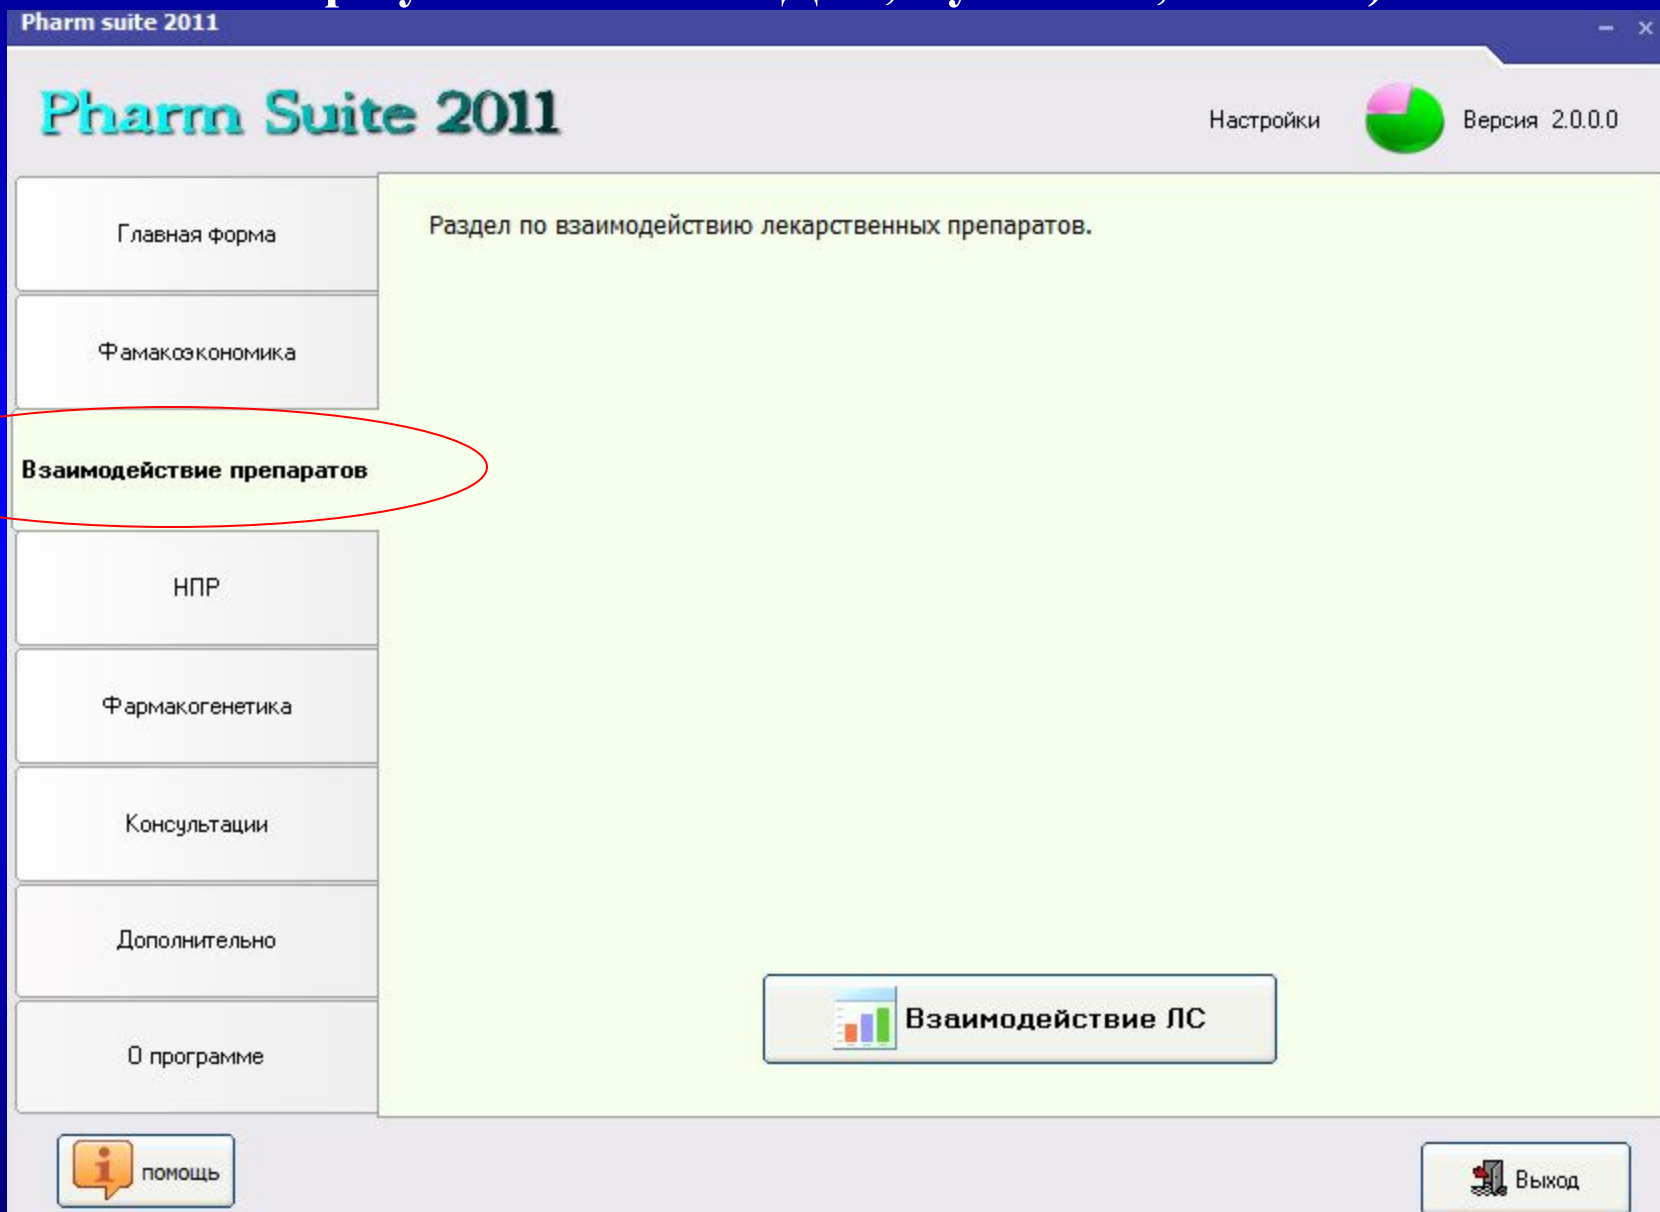 Pharm suite 2011
Pharm Suite 2011
Настройки
Версия 2.0.0.0
Главная форма
Фамакоэкономика
Взаимодействие препаратов
НПР
Фармакогенетика
Консультации
Дополнительно
О программе
Раздел по взаимодействию лекарственных препаратов.
Взаимодействие ЛС
помощь
Выход